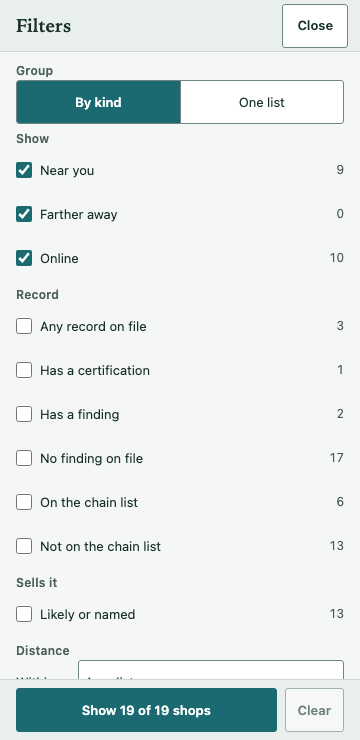 Filters
Close
Group
By kind
One list
Show
Near you 9
Farther away 0
Online 10
Record
Any record on file 3
Has a certification 1
Has a finding 2
No finding on file 17
On the chain list 6
Not on the chain list 13
Sells it
Likely or named 13
Distance
Show 19 of 19 shops
Clear